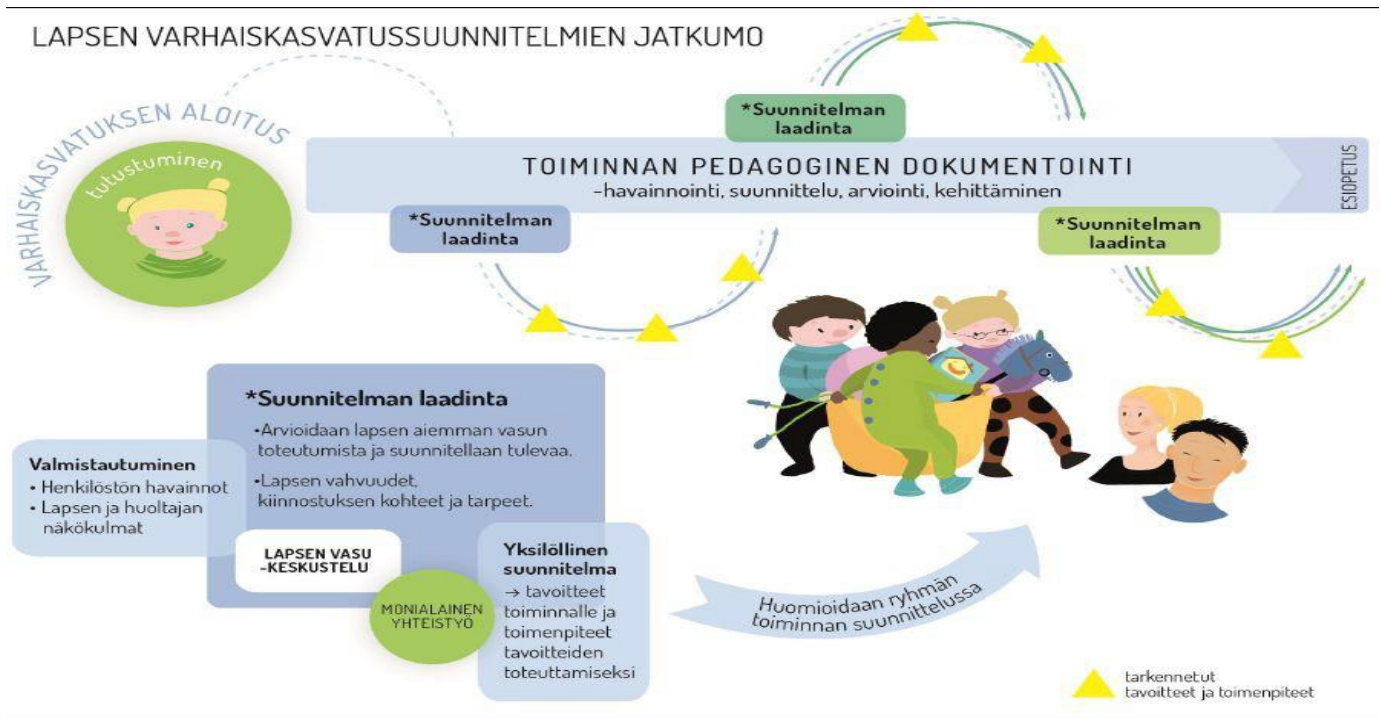 LAPSEN VARHAISKASVATUSSUUNNITELMIEN JATKUMO
VARHAISKASVATUKSEN ALOITUS
tutustuminen
*Suunnitelman
laadinta
TOIMINNAN PEDAGOGINEN DOKUMENTOINTI
-havainnointi, suunnittelu, arviointi, kehittäminen
ESIOPETUS
*Suunnitelman
laadinta
*Suunnitelman
laadinta
*Suunnitelman laadinta
•Arvioidaan lapsen aiemman vasun
toteutumista ja suunnitellaan tulevaa.
•Lapsen vahvuudet,
kiinnostuksen kohteet ja tarpeet.
Valmistautuminen
• Henkilöstön havainnot
• Lapsen ja huoltajan
näkökulmat
LAPSEN VASU
-KESKUSTELU
MONIALAINEN
YHTEISTYÖ
Yksilöllinen
suunnitelma
→ tavoitteet
toiminnalle ja
toimenpiteet
tavoitteiden
toteuttamiseksi
Huomioidaan ryhmän
toiminnan suunnittelussa
tarkennetut
tavoitteet ja toimenpiteet